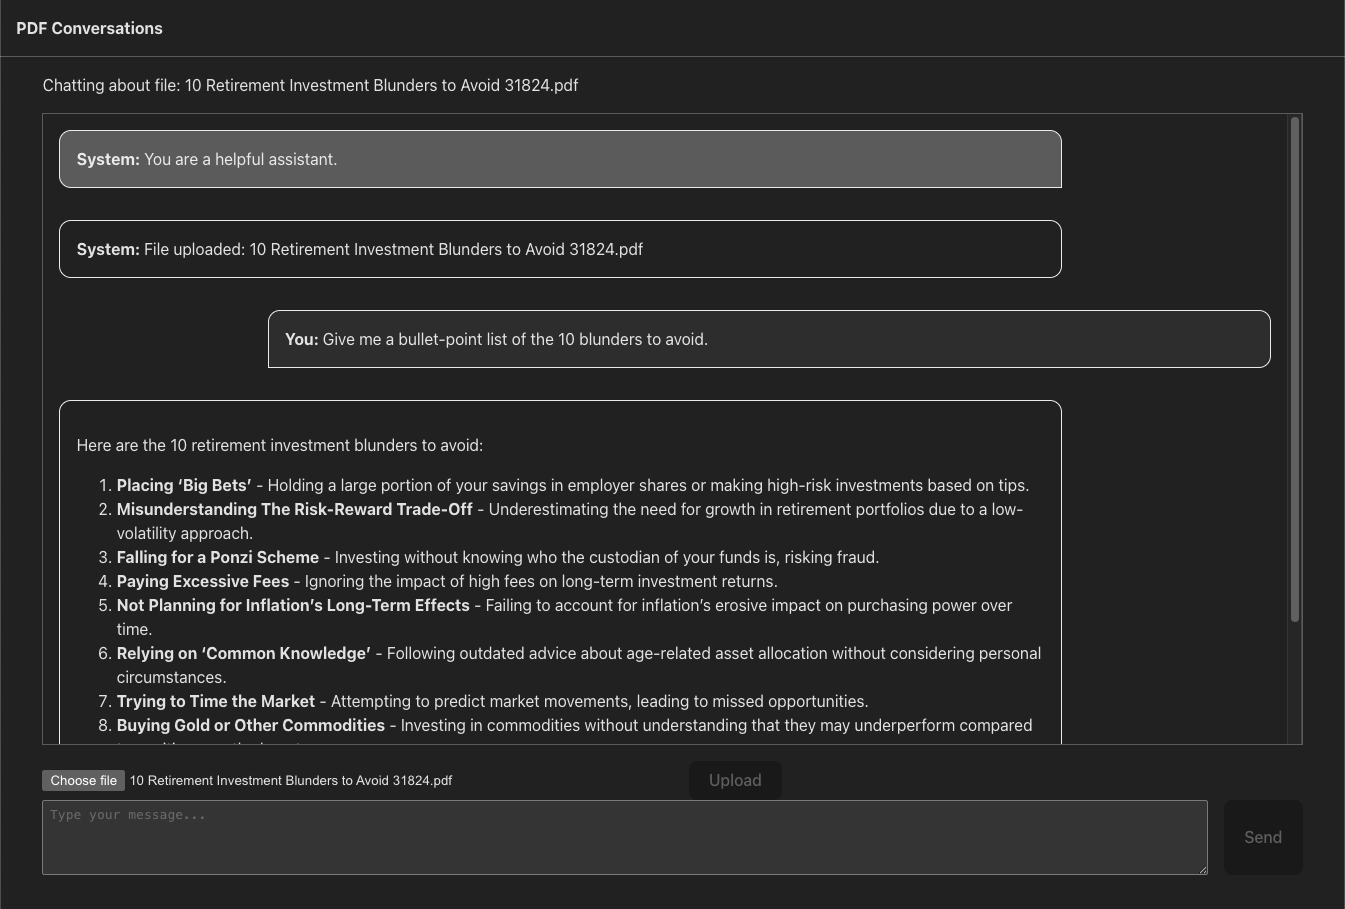 PDF Conversations
Chatting about file: 10 Retirement Investment Blunders to Avoid 31824.pdf
System: You are a helpful assistant.
System: File uploaded: 10 Retirement Investment Blunders to Avoid 31824.pdf
You: Give me a bullet-point list of the 10 blunders to avoid.
Here are the 10 retirement investment blunders to avoid:
1. Placing ‘Big Bets’ - Holding a large portion of your savings in employer shares or making high-risk investments based on tips.
2. Misunderstanding The Risk-Reward Trade-Off - Underestimating the need for growth in retirement portfolios due to a low-
volatility approach.
3. Falling for a Ponzi Scheme - Investing without knowing who the custodian of your funds is, risking fraud.
4. Paying Excessive Fees - Ignoring the impact of high fees on long-term investment returns.
5. Not Planning for Inflation’s Long-Term Effects - Failing to account for inflation’s erosive impact on purchasing power over
time.
6. Relying on ‘Common Knowledge’ - Following outdated advice about age-related asset allocation without considering personal
circumstances.
7. Trying to Time the Market - Attempting to predict market movements, leading to missed opportunities.
8. Buying Gold or Other Commodities - Investing in commodities without understanding that they may underperform compared
Choose file 10 Retirement Investment Blunders to Avoid 31824.pdf
Upload
Type your message...
Send